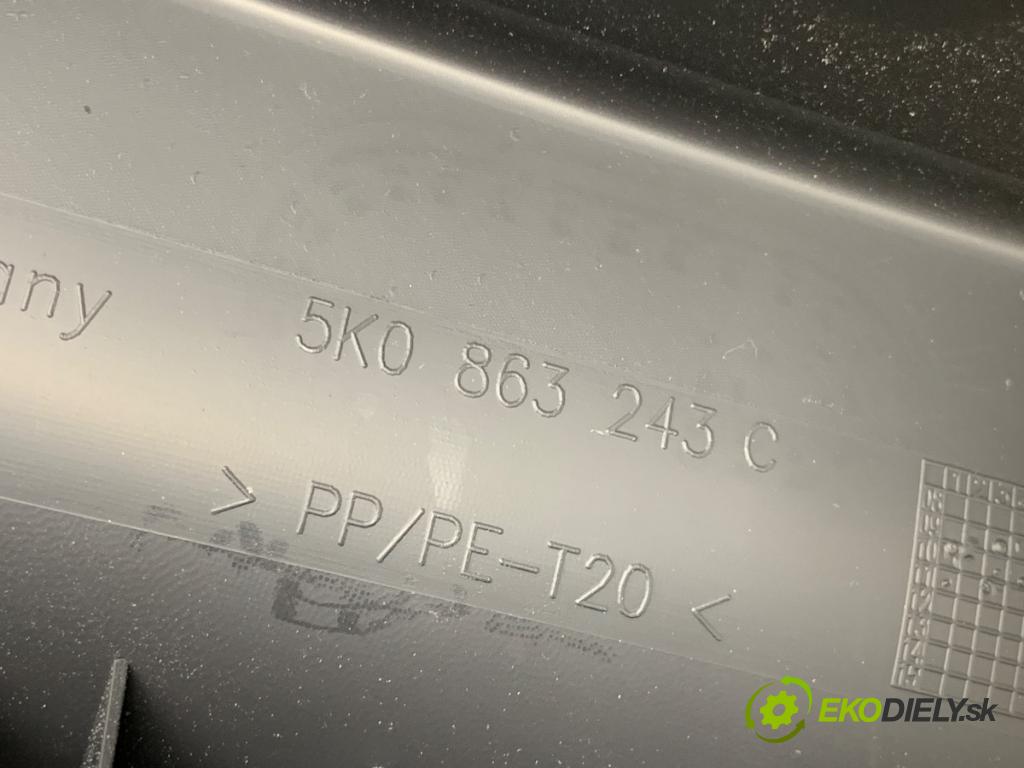 any
5K0 863 243 C
> PP/PE-T20 <
EKODIELY.sk